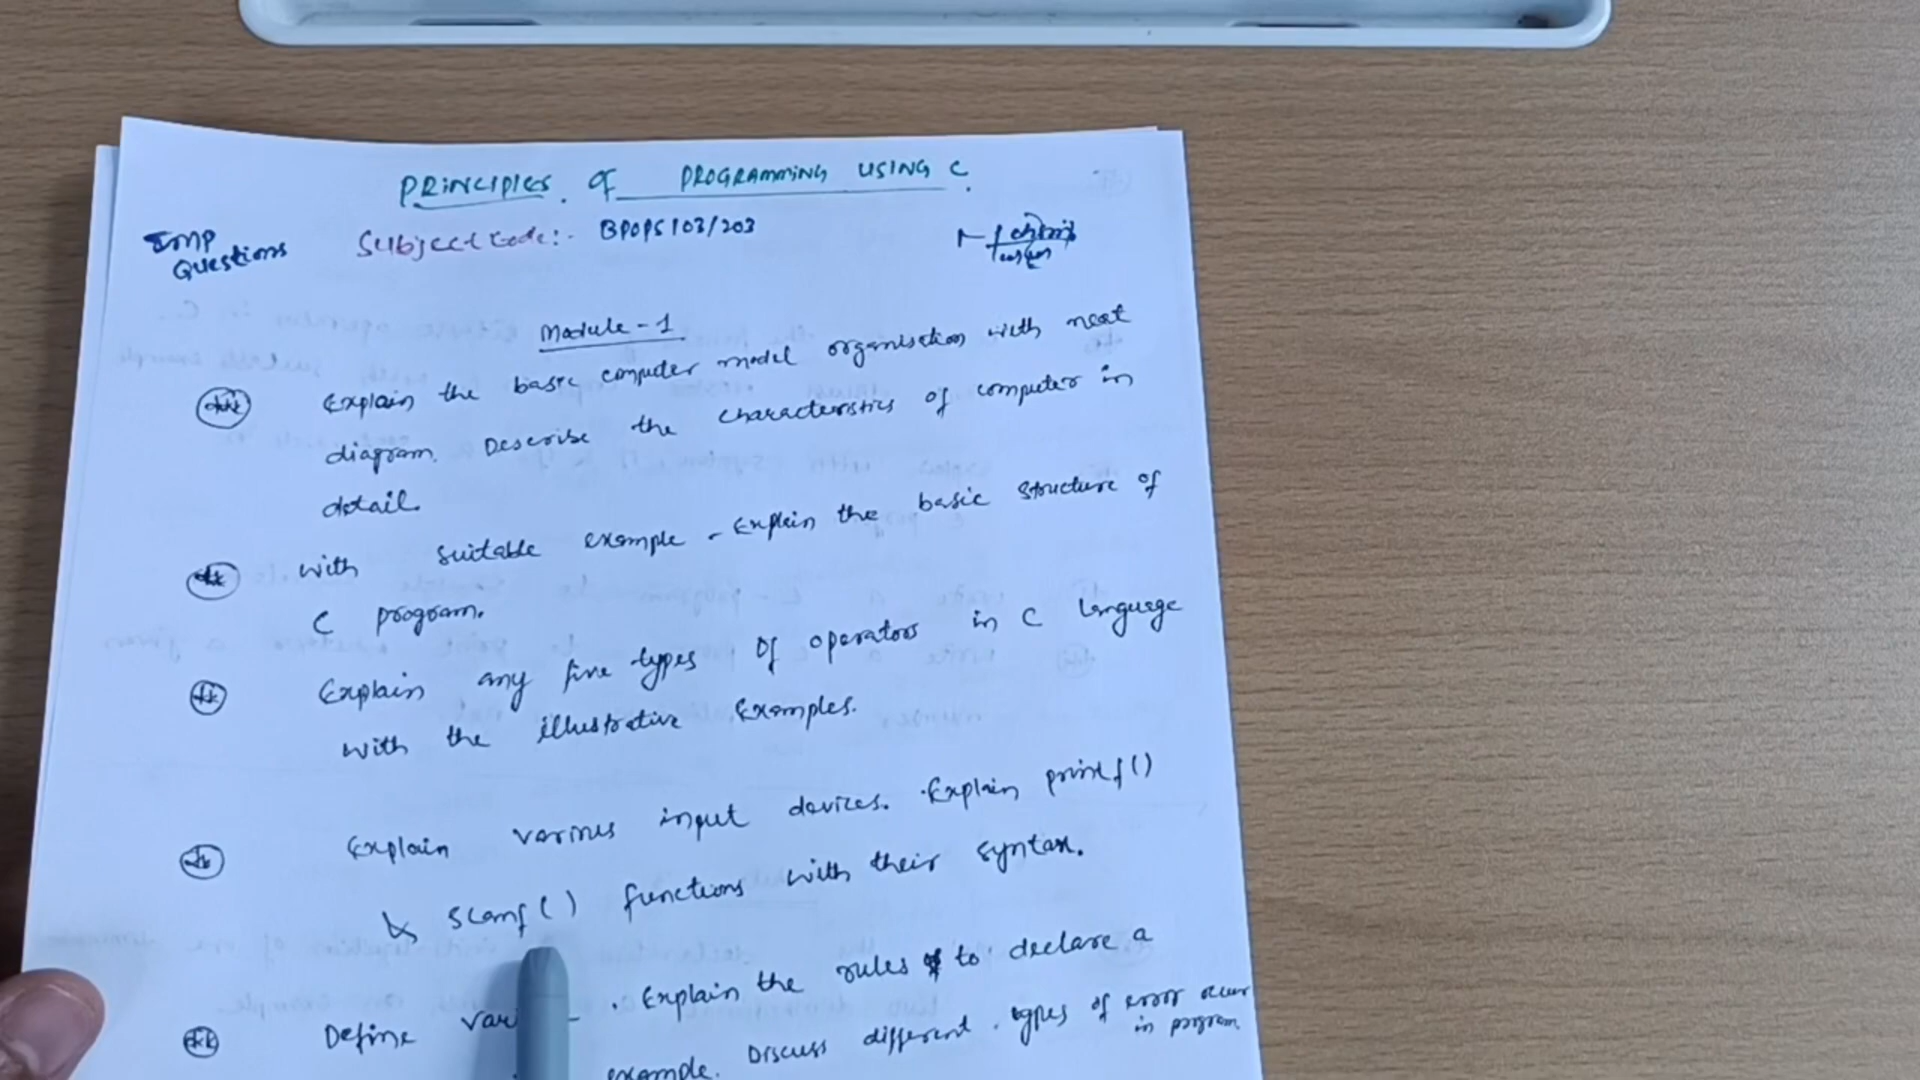 PRINCIPLES OF PROGRAMMING USING C.
IMP
Questions
Subject Code:- BPOPS103/203
Module-1
Explain the basic computer model organisation with neat
diagram. Describe the characteristics of computer in
detail.
With suitable example - Explain the basic structure of
C program.
Explain any five types of operators in C language
with the illustrative Examples.
Explain various input devices. Explain printf()
& scanf() functions with their syntax.
Define . Explain the rules to declare a
example. Discuss different types of error occur
in program